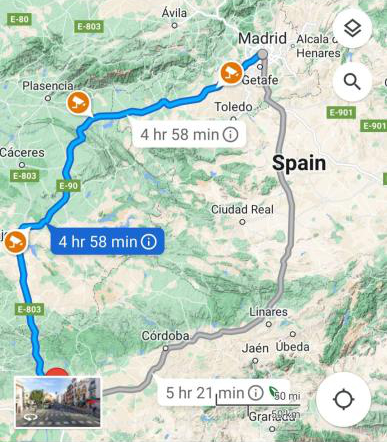 E-80
E-803
Ávila
Madrid
Alcalá de
Henares
Getafe
Plasencia
Toledo
4 hr 58 min
E-901
E-901
Spain
Cáceres
E-803
E-90
Ciudad Real
4 hr 58 min
E-803
Linares
Córdoba
Jaén
Úbeda
5 hr 21 min
50 mi
Granada